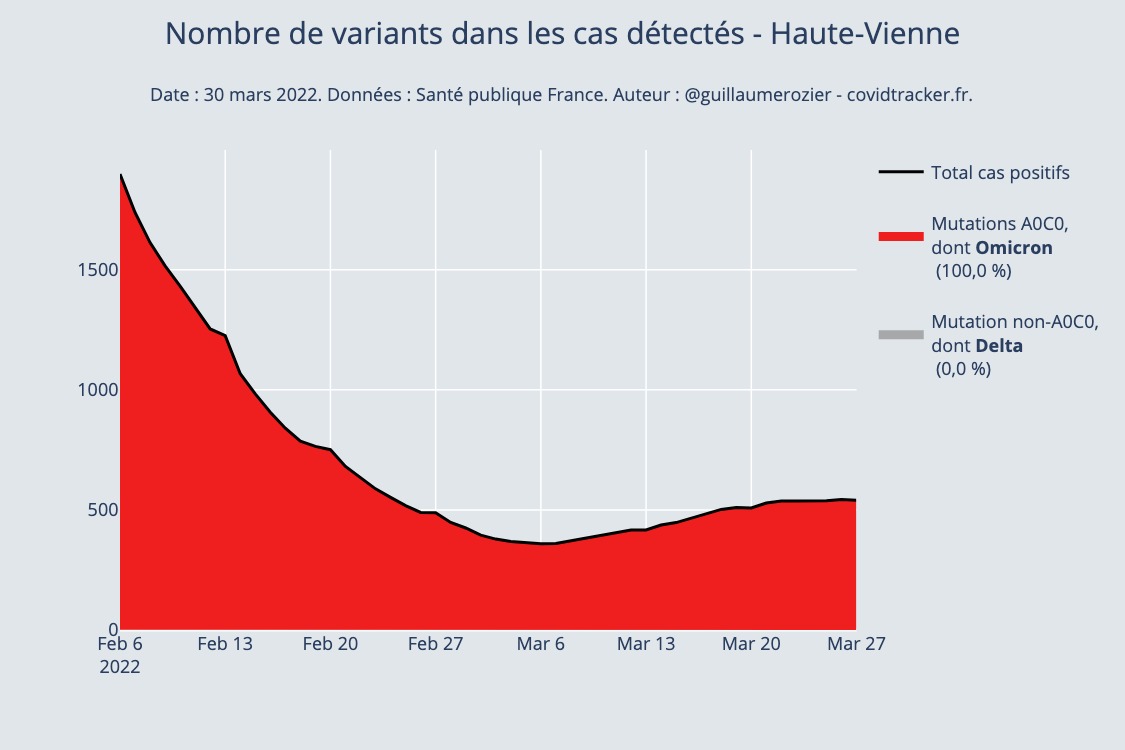 Nombre de variants dans les cas détectés - Haute-Vienne
Date : 30 mars 2022. Données : Santé publique France. Auteur : @guillaumerozier - covidtracker.fr.
Total cas positifs
Mutations A0C0,
dont Omicron
(100,0 %)
Mutation non-A0C0,
dont Delta
(0,0 %)
1500
1000
500
0
Feb 6 Feb 13 Feb 20 Feb 27 Mar 6 Mar 13 Mar 20 Mar 27
2022